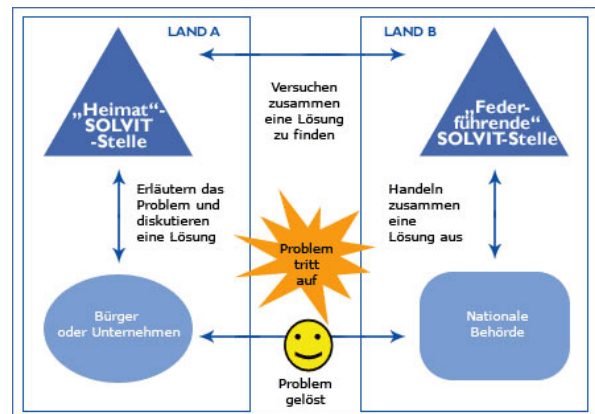 LAND A
LAND B
„Heimat“-
SOLVIT
-Stelle
Versuchen
zusammen
eine Lösung
zu finden
„Feder-
führende“
SOLVIT-Stelle
Erläutern das
Problem und
diskutieren
eine Lösung
Problem
tritt
auf
Handeln
zusammen
eine
Lösung aus
Bürger
oder Unternehmen
Nationale
Behörde
Problem
gelöst